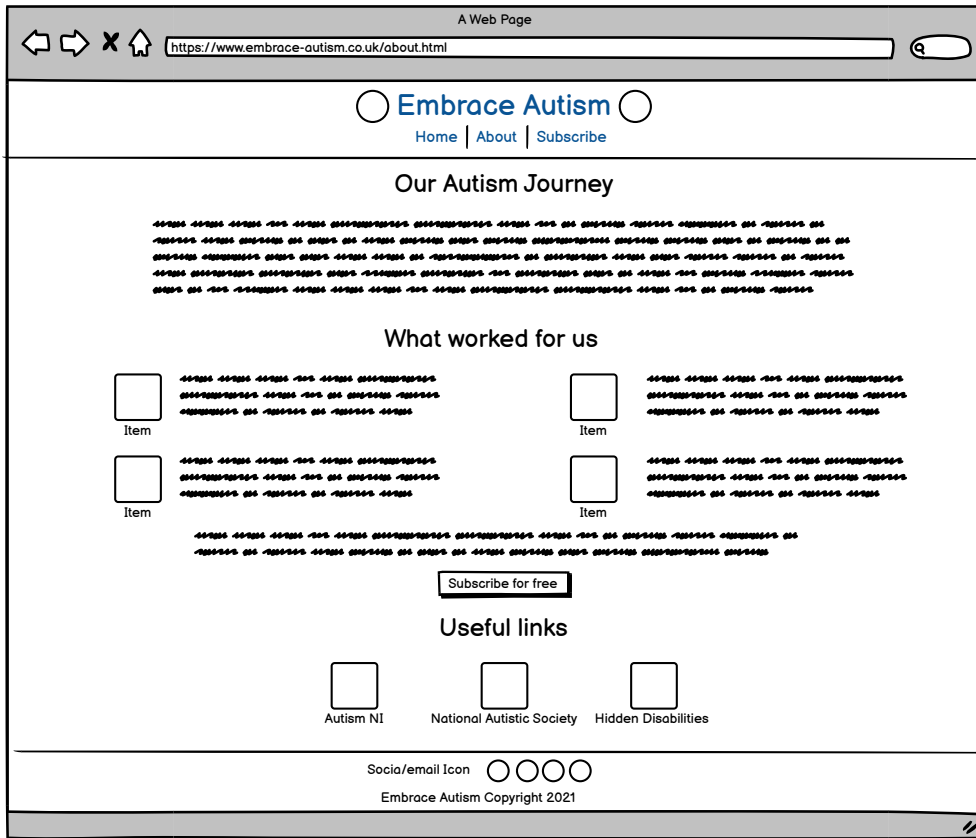 A Web Page
https://www.embrace-autism.co.uk/about.html
Embrace Autism
Home | About | Subscribe
Our Autism Journey
What worked for us
Item
Item
Item
Item
Subscribe for free
Useful links
Autism NI
National Autistic Society
Hidden Disabilities
Socia/email Icon
Embrace Autism Copyright 2021